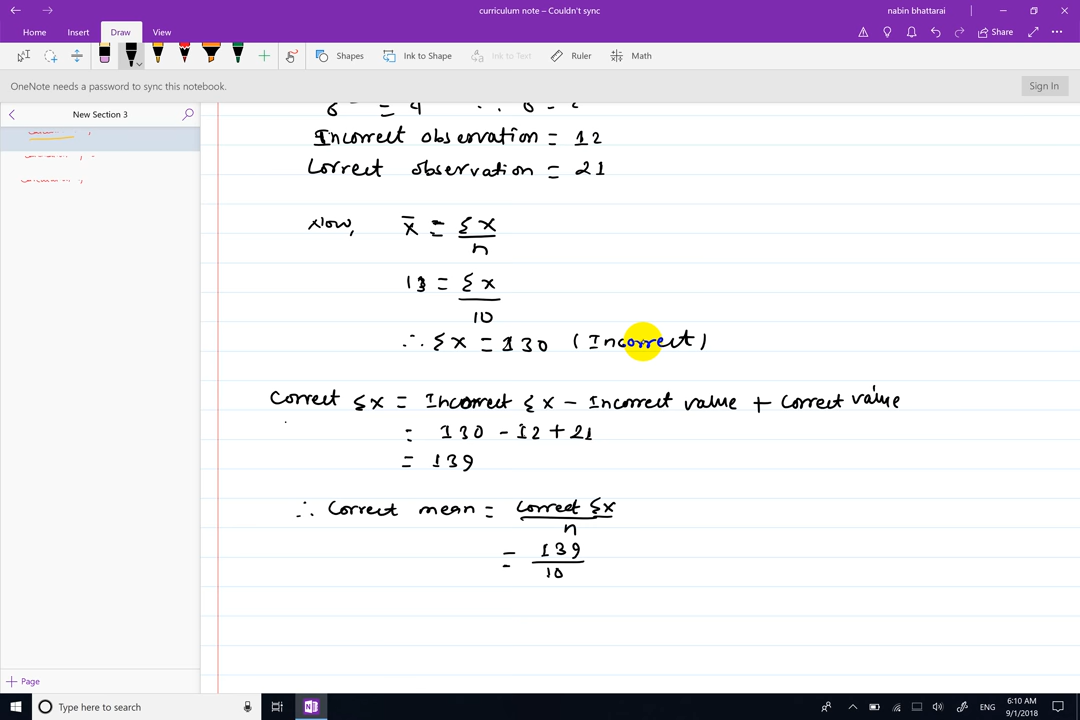 curriculum note – Couldn't sync
nabin bhattarai
Home Insert Draw View
Shapes Ink to Shape Ink to Text Ruler Math
Share
OneNote needs a password to sync this notebook.
Sign In
New Section 3
Incorrect observation = 12
Correct observation = 21
Now, x̄ = Σx
n
13 = Σx
10
∴ Σx = 130 (Incorrect)
Correct Σx = Incorrect Σx - Incorrect value + Correct value
= 130 - 12 + 21
= 139
∴ Correct mean = Correct Σx
n
= 139
10
+ Page
Type here to search
ENG
6:10 AM
9/1/2018